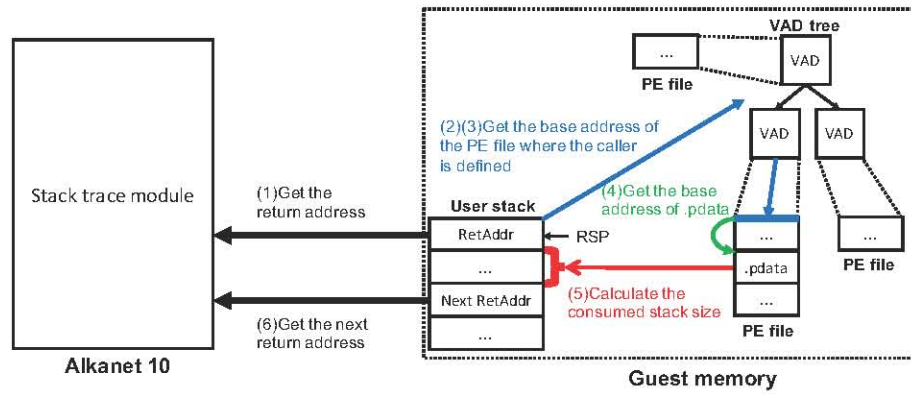 VAD tree
...
VAD
PE file
(2)(3)Get the base address of
the PE file where the caller
is defined
VAD
VAD
Stack trace module
(1)Get the
return address
User stack
(4)Get the base
address of .pdata
RetAddr
RSP
...
...
...
.pdata
PE file
(5)Calculate the
consumed stack size
Next RetAddr
...
(6)Get the next
return address
...
PE file
Alkanet 10
Guest memory